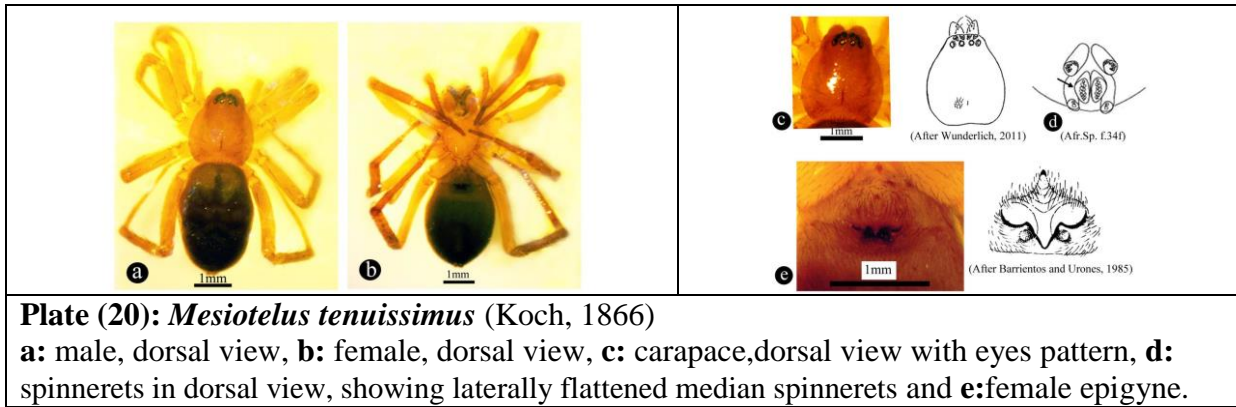 a
1mm
b
1mm
c
1mm
(After Wunderlich, 2011)
d
(Afr.Sp. f.34f)
e
1mm
(After Barrientos and Urones, 1985)
Plate (20): Mesiotelus tenuissimus (Koch, 1866)
a: male, dorsal view, b: female, dorsal view, c: carapace,dorsal view with eyes pattern, d:
spinnerets in dorsal view, showing laterally flattened median spinnerets and e:female epigyne.